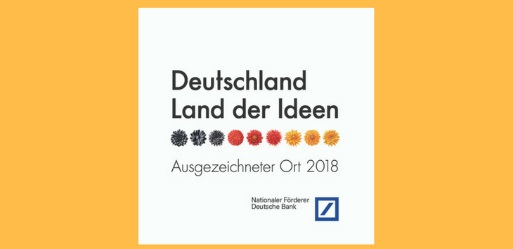 Deutschland
Land der Ideen
Ausgezeichneter Ort 2018
Nationaler Förderer
Deutsche Bank